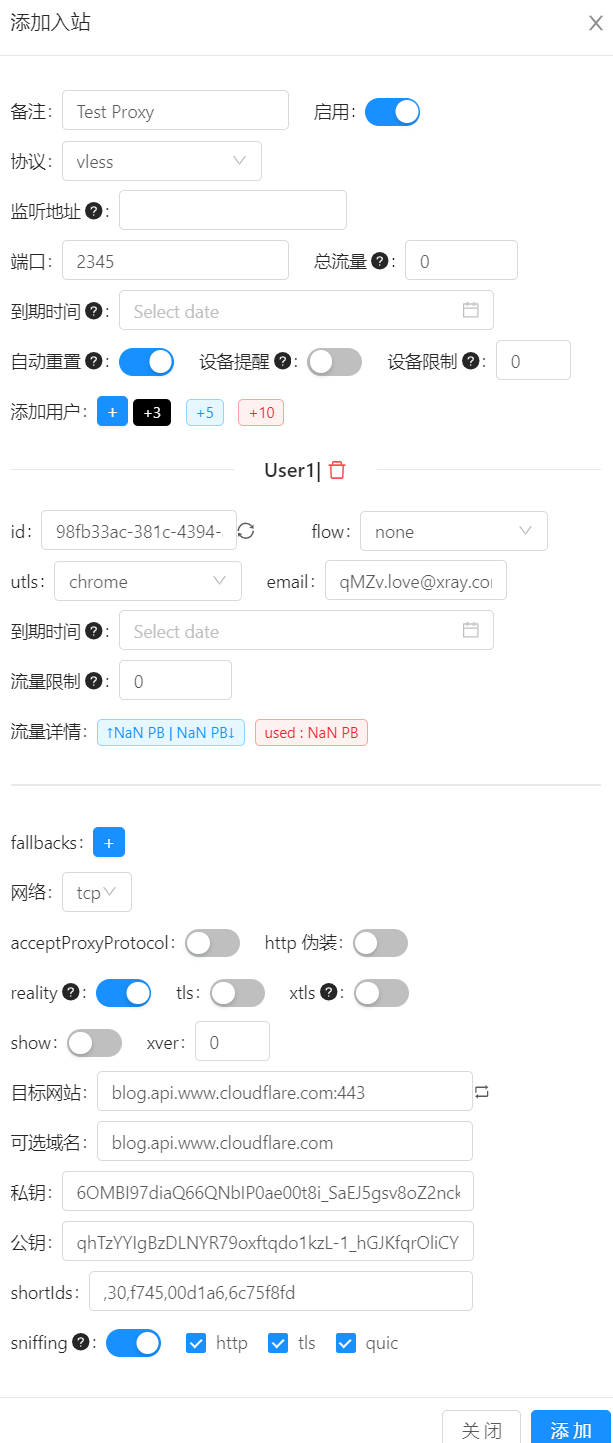 添加入站
备注: Test Proxy 启用:
协议: vless
监听地址 ? :
端口: 2345 总流量 ? : 0
到期时间 ? : Select date
自动重置 ? : 设备提醒 ? : 设备限制 ? : 0
添加用户: + +3 +5 +10
User1|
id: 98fb33ac-381c-4394- flow: none
utls: chrome email: qMZv.love@xray.co
到期时间 ? : Select date
流量限制 ? : 0
流量详情: ↑NaN PB | NaN PB↓ used : NaN PB
fallbacks: +
网络: tcp
acceptProxyProtocol: http 伪装:
reality ? : tls: xtls ? :
show: xver: 0
目标网站: blog.api.www.cloudflare.com:443
可选域名: blog.api.www.cloudflare.com
私钥: 6OMBI97diaQ66QNbIP0ae00t8i_SaEJ5gsv8oZ2nck
公钥: qhTzYYIgBzDLNYR79oxftqdo1kzL-1_hGJKfqrOliCY
shortIds: ,30,f745,00d1a6,6c75f8fd
sniffing ? : http tls quic
关 闭 添 加